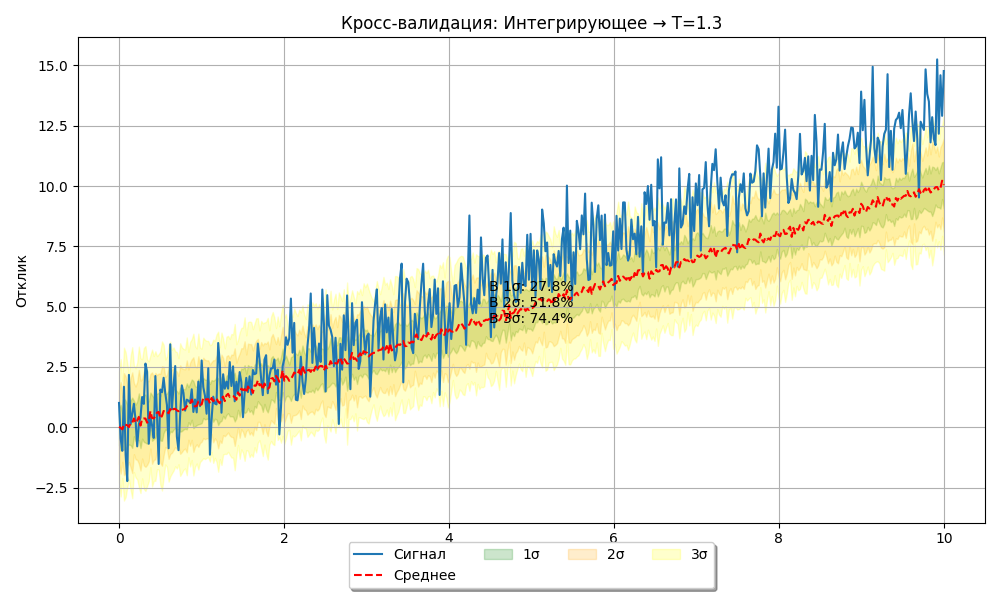 Кросс-валидация: Интегрирующее → T=1.3
Отклик
15.0
12.5
10.0
7.5
5.0
2.5
0.0
−2.5
В 1σ: 27.8%
В 2σ: 51.8%
В 3σ: 74.4%
0 2 4 6 8 10
Сигнал 1σ 2σ 3σ
Среднее